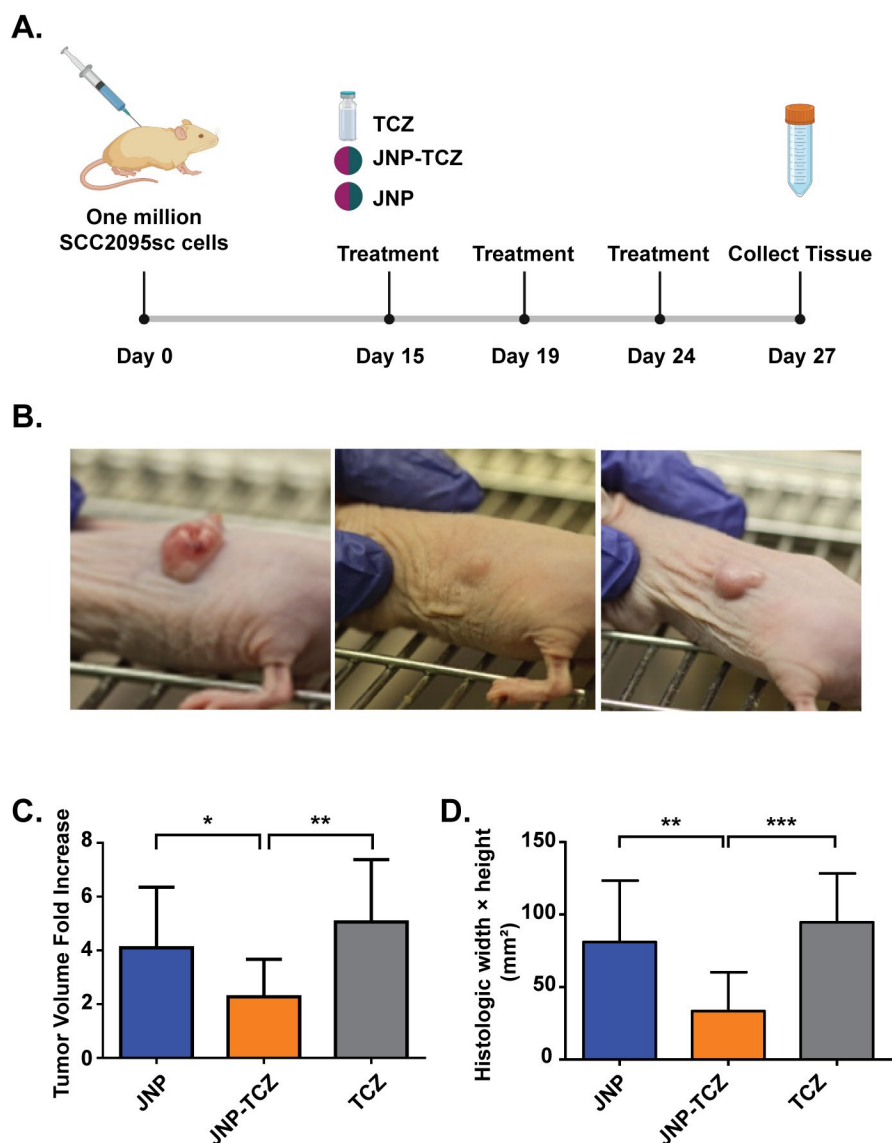 A.
TCZ
JNP-TCZ
JNP
One million
SCC2095sc cells
Treatment
Treatment
Treatment
Collect Tissue
Day 0
Day 15
Day 19
Day 24
Day 27
B.
C.
Tumor Volume Fold Increase
8
6
4
2
0
*
**
JNP
JNP-TCZ
TCZ
D.
Histologic width × height
(mm²)
150
100
50
0
**
***
JNP
JNP-TCZ
TCZ